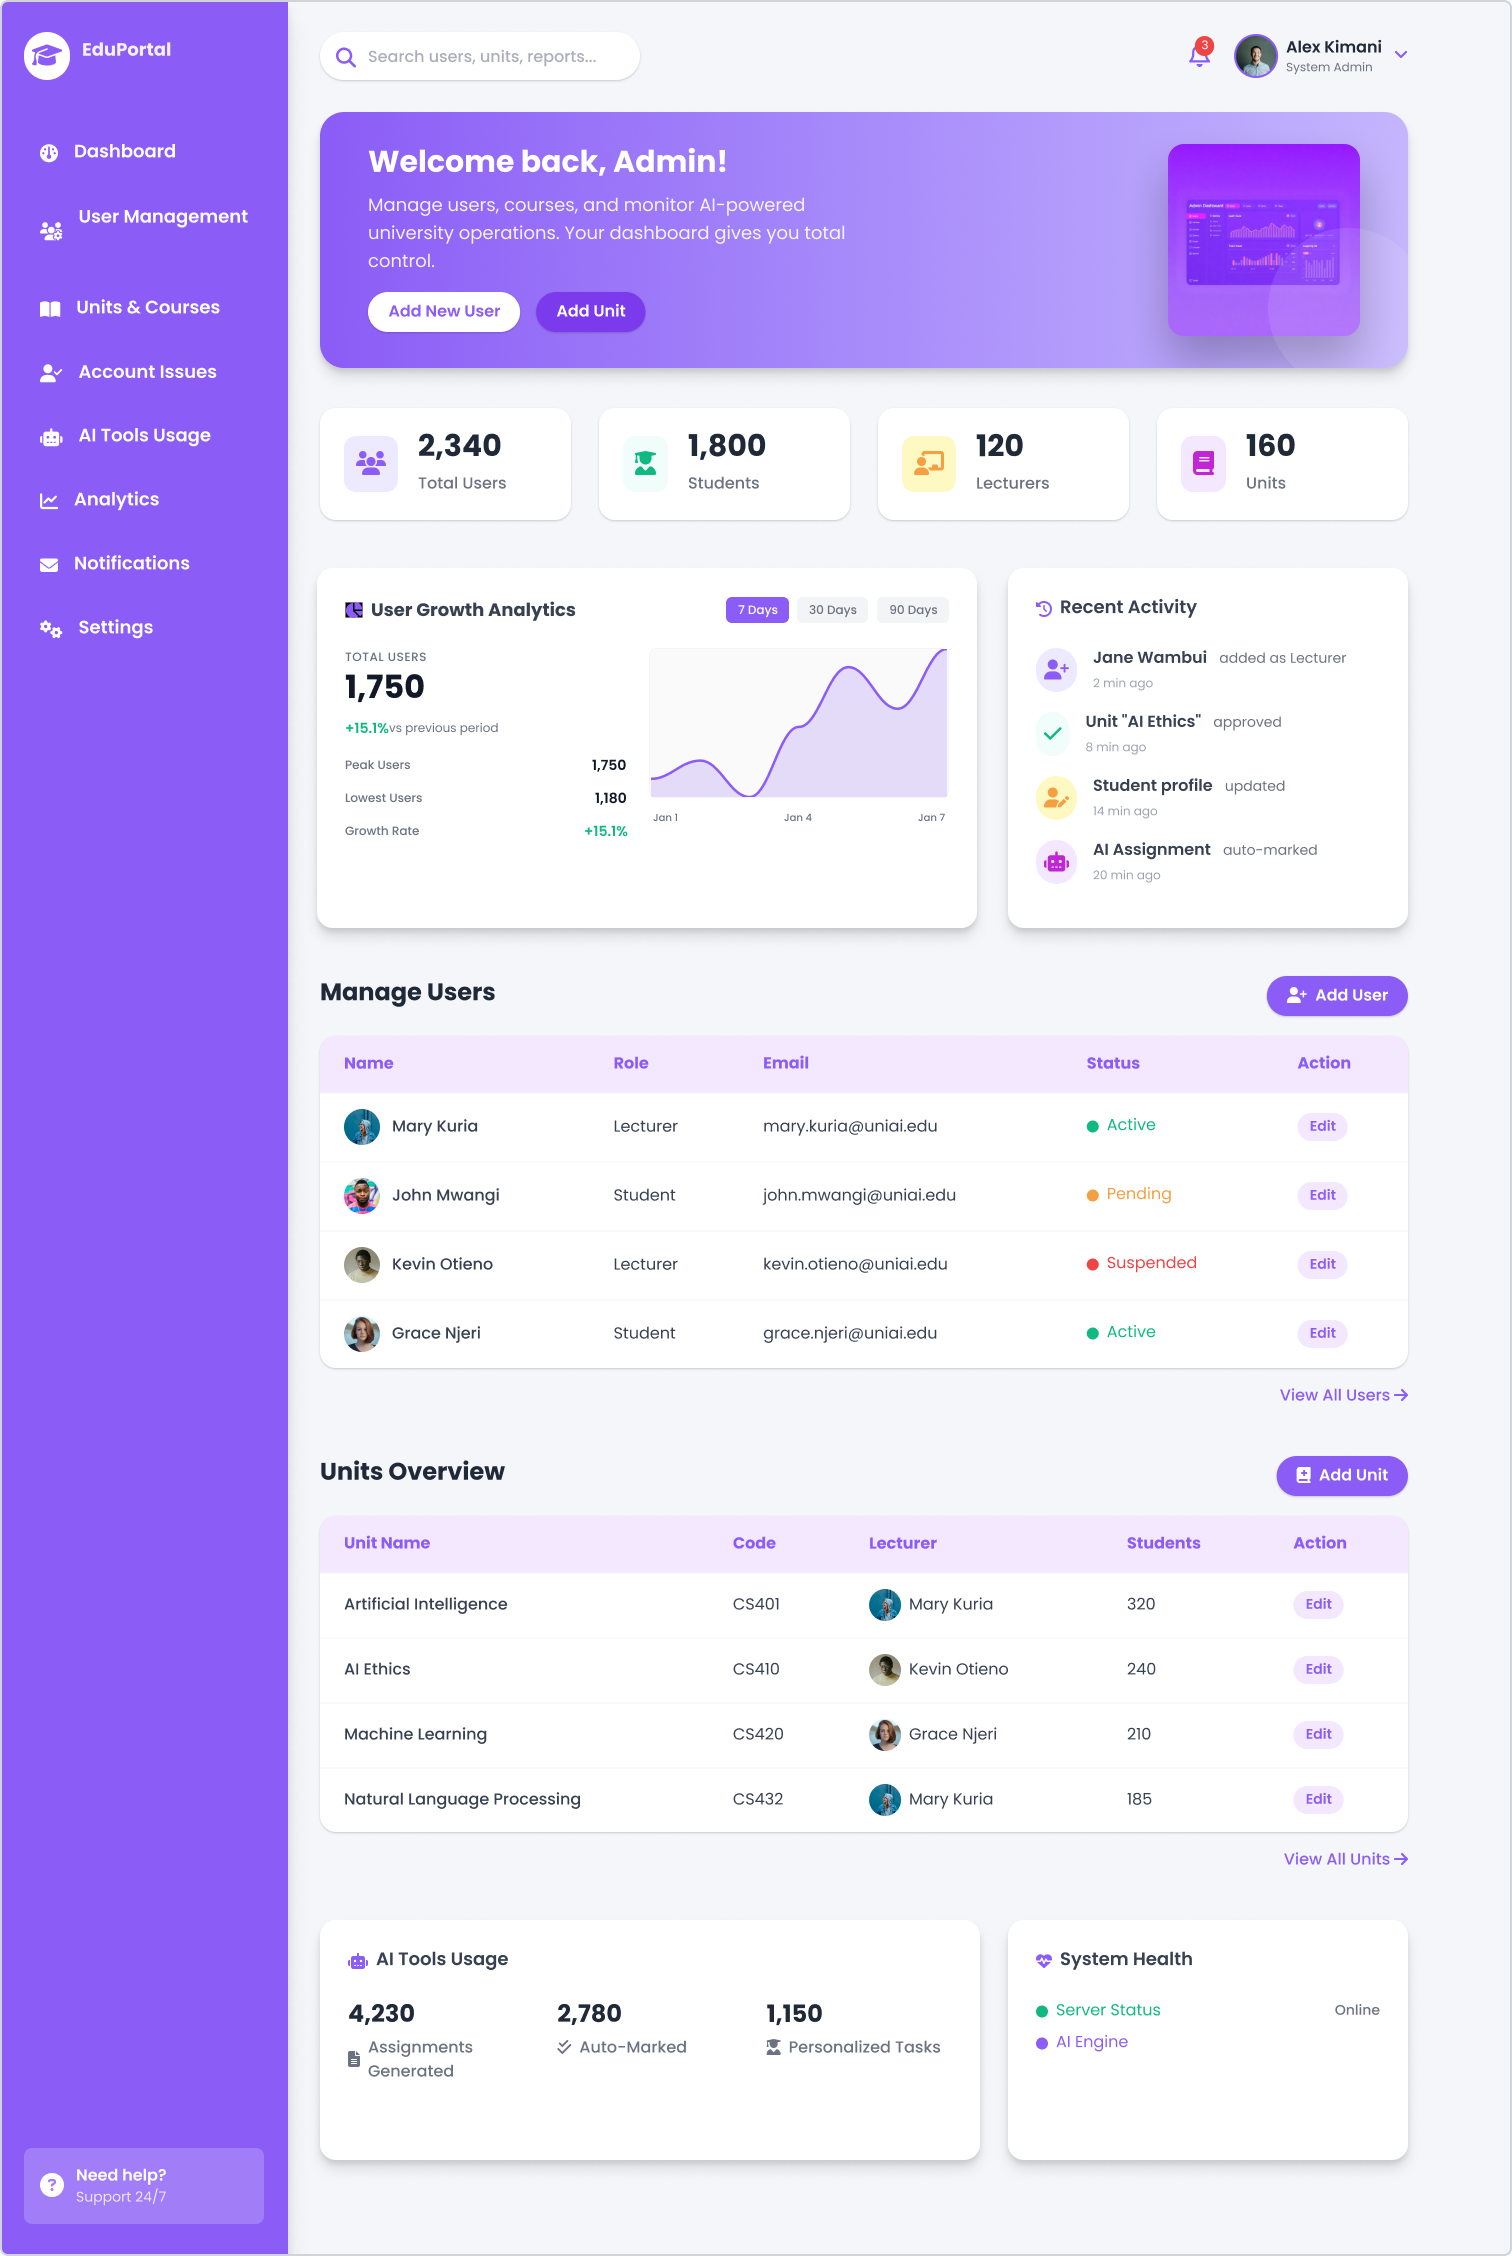 EduPortal
Dashboard
User Management
Units & Courses
Account Issues
AI Tools Usage
Analytics
Notifications
Settings
Need help?
Support 24/7
Search users, units, reports...
3
Alex Kimani
System Admin
Welcome back, Admin!
Manage users, courses, and monitor AI-powered
university operations. Your dashboard gives you total
control.
Add New User
Add Unit
Admin Dashboard
2,340
Total Users
1,800
Students
120
Lecturers
160
Units
User Growth Analytics
7 Days
30 Days
90 Days
TOTAL USERS
1,750
+15.1% vs previous period
Peak Users 1,750
Lowest Users 1,180
Growth Rate +15.1%
Jan 1 Jan 4 Jan 7
Recent Activity
Jane Wambui added as Lecturer
2 min ago
Unit "AI Ethics" approved
8 min ago
Student profile updated
14 min ago
AI Assignment auto-marked
20 min ago
Manage Users
Add User
Name Role Email Status Action
Mary Kuria Lecturer mary.kuria@uniai.edu Active Edit
John Mwangi Student john.mwangi@uniai.edu Pending Edit
Kevin Otieno Lecturer kevin.otieno@uniai.edu Suspended Edit
Grace Njeri Student grace.njeri@uniai.edu Active Edit
View All Users
Units Overview
Add Unit
Unit Name Code Lecturer Students Action
Artificial Intelligence CS401 Mary Kuria 320 Edit
AI Ethics CS410 Kevin Otieno 240 Edit
Machine Learning CS420 Grace Njeri 210 Edit
Natural Language Processing CS432 Mary Kuria 185 Edit
View All Units
AI Tools Usage
4,230
Assignments
Generated
2,780
Auto-Marked
1,150
Personalized Tasks
System Health
Server Status Online
AI Engine